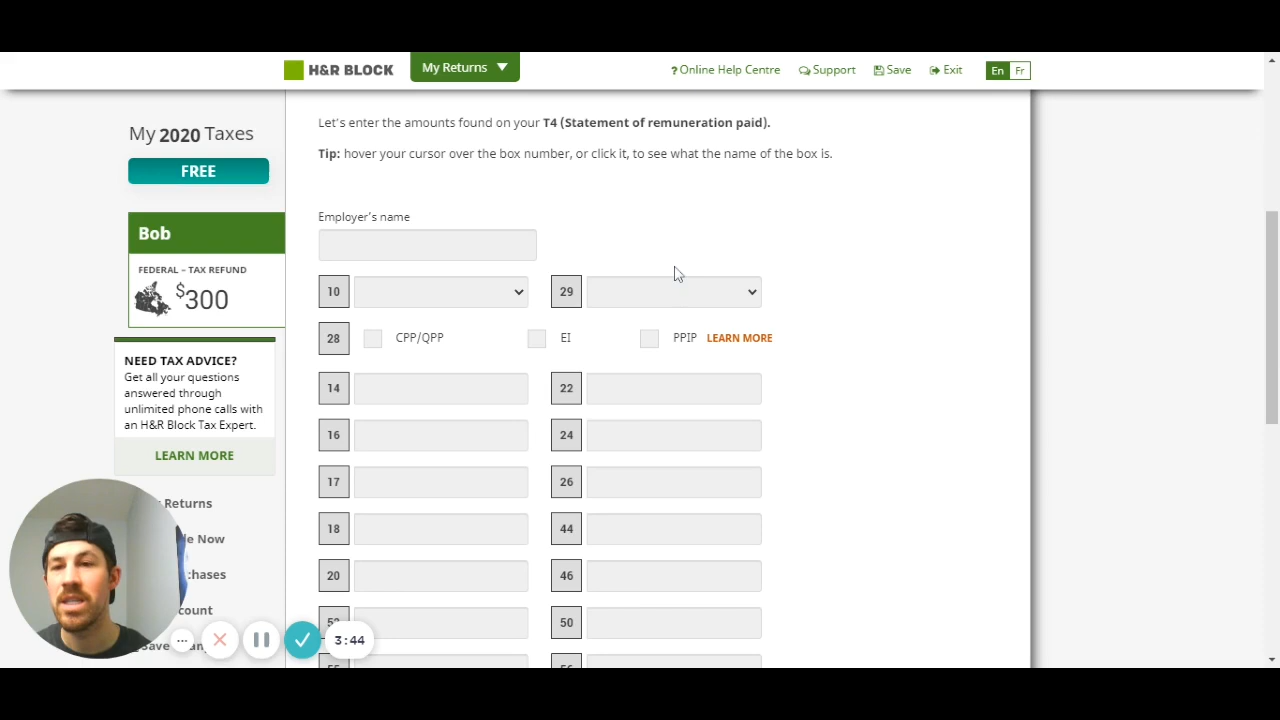 H&R BLOCK
My Returns
? Online Help Centre
Support
Save
Exit
En
Fr
My 2020 Taxes
FREE
Bob
FEDERAL – TAX REFUND
$300
NEED TAX ADVICE?
Get all your questions
answered through
unlimited phone calls with
an H&R Block Tax Expert.
LEARN MORE
Returns
Now
Let's enter the amounts found on your T4 (Statement of remuneration paid).
Tip: hover your cursor over the box number, or click it, to see what the name of the box is.
Employer's name
10
29
28 CPP/QPP EI PPIP LEARN MORE
14 22
16 24
17 26
18 44
20 46
50
3:44